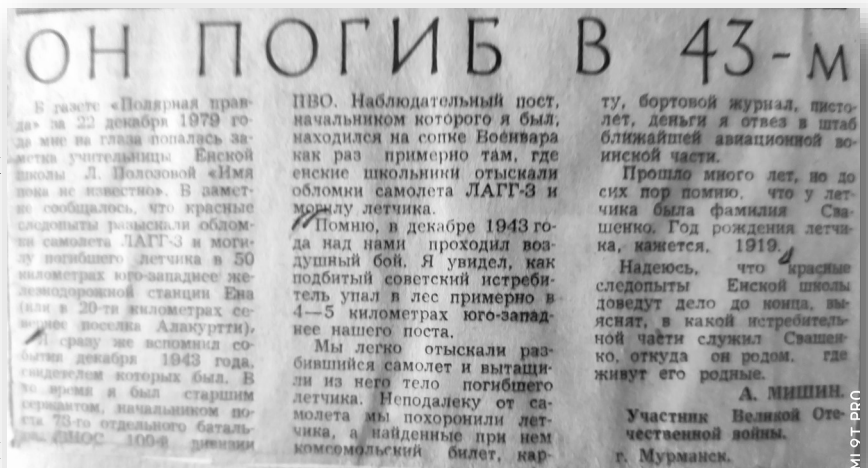 ОН ПОГИБ В 43-м
В газете «Полярная прав-
да» за 22 декабря 1979 го-
да мне на глаза попалась за-
метка учительницы Енской
школы Л. Полозовой «Имя
пока не известно». В замет-
ке сообщалось, что красные
следопыты разыскали облом-
ки самолета ЛАГГ-3 и моги-
лу погибшего летчика в 50
километрах юго-западнее же-
лезнодорожной станции Ена
(или в 20-ти километрах се-
вернее поселка Алакуртти).
Я сразу же вспомнил со-
бытия декабря 1943 года,
свидетелем которых был. В
то время я был старшим
сержантом, начальником по-
ста 73-го отдельного баталь-
ВНОС 100-й дивизии
ПВО. Наблюдательный пост,
начальником которого я был,
находился на сопке Военвара
как раз примерно там, где
енские школьники отыскали
обломки самолета ЛАГГ-3 и
могилу летчика.
Помню, в декабре 1943 го-
да над нами проходил воз-
душный бой. Я увидел, как
подбитый советский истреби-
тель упал в лес примерно в
4—5 километрах юго-запад-
нее нашего поста.
Мы легко отыскали раз-
бившийся самолет и вытащи-
ли из него тело погибшего
летчика. Неподалеку от са-
молета мы похоронили лет-
чика, а найденные при нем
комсомольский билет, кар-
ту, бортовой журнал, писто-
лет, деньги я отвез в штаб
ближайшей авиационной во-
инской части.
Прошло много лет, но до
сих пор помню, что у лет-
чика была фамилия Сва-
шенко. Год рождения летчи-
ка, кажется, 1919.
Надеюсь, что красные
следопыты Енской школы
доведут дело до конца, вы-
яснят, в какой истребитель-
ной части служил Свашен-
ко, откуда он родом, где
живут его родные.
А. МИШИН.
Участник Великой Оте-
чественной войны.
г. Мурманск.
MI 9T PRO